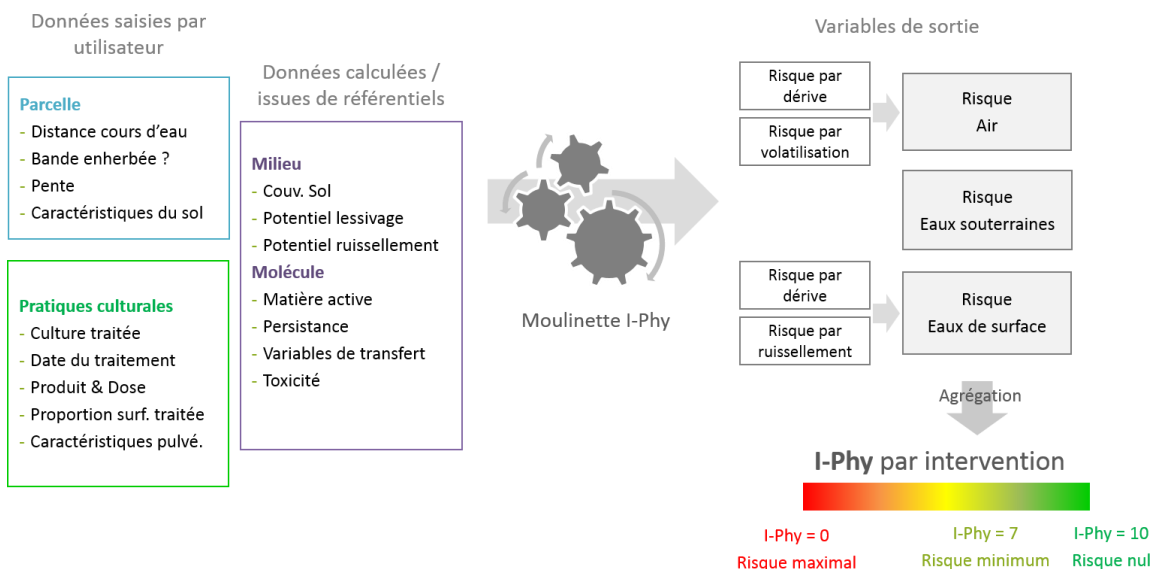 Données saisies par
utilisateur
Parcelle
- Distance cours d'eau
- Bande enherbée ?
- Pente
- Caractéristiques du sol
Pratiques culturales
- Culture traitée
- Date du traitement
- Produit & Dose
- Proportion surf. traitée
- Caractéristiques pulvé.
Données calculées /
issues de référentiels
Milieu
- Couv. Sol
- Potentiel lessivage
- Potentiel ruissellement
Molécule
- Matière active
- Persistance
- Variables de transfert
- Toxicité
Moulinette I-Phy
Variables de sortie
Risque par
dérive
Risque par
volatilisation
Risque
Air
Risque
Eaux souterraines
Risque par
dérive
Risque par
ruissellement
Risque
Eaux de surface
Agrégation
I-Phy par intervention
I-Phy = 0
Risque maximal
I-Phy = 7
Risque minimum
I-Phy = 10
Risque nul